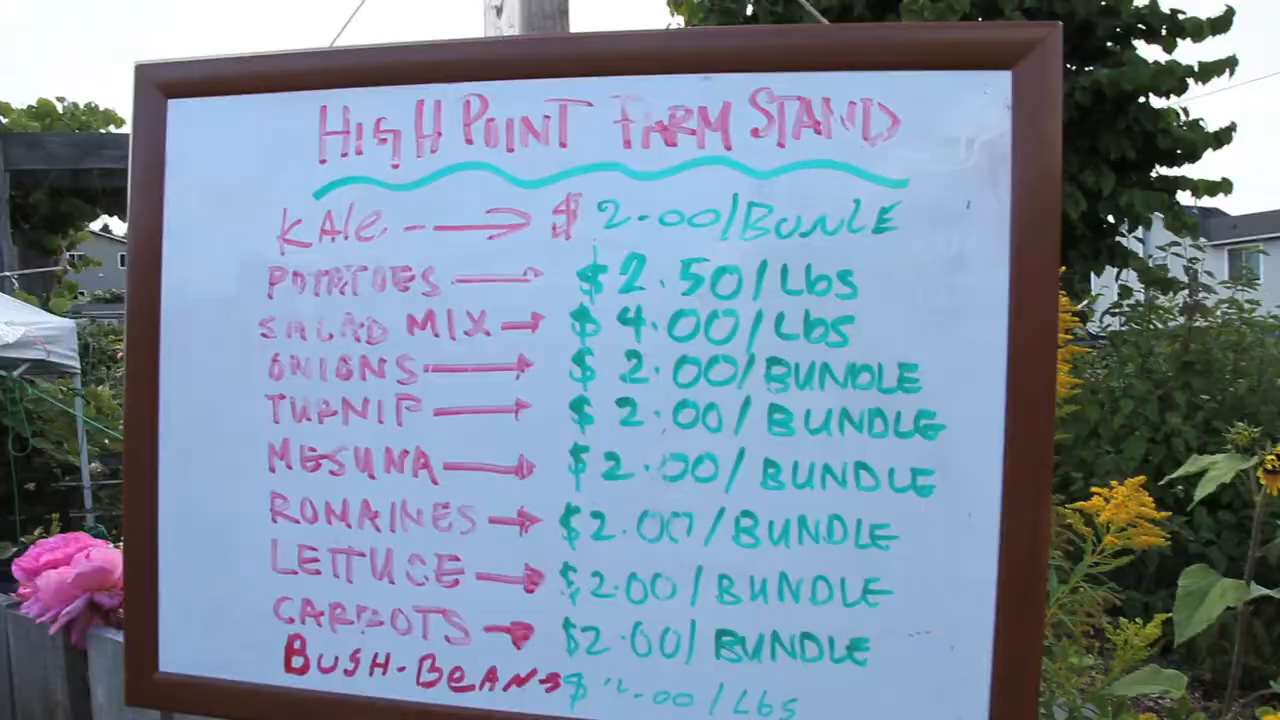 HIGH POINT FARM STAND
KAle --→ $ 2.00/BUNLE
POTATOES → $2.50/Lbs
SALAD MIX → $4.00/Lbs
ONIONS → $2.00/BUNDLE
TURNIP → $2.00/BUNDLE
MESUNA → $2.00/BUNDLE
ROMAINES → $2.00/BUNDLE
LETTUCE → $2.00/BUNDLE
CARROTS → $2.00/BUNDLE
BUSH-BEANS → /Lbs